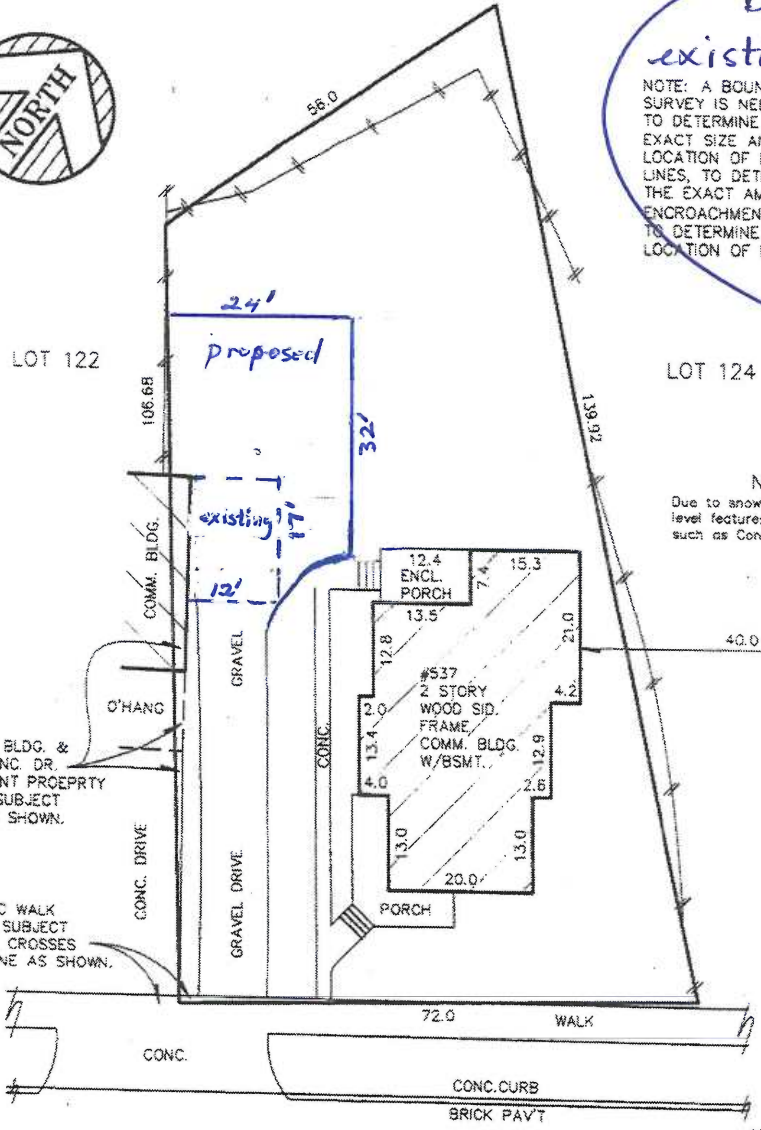 NORTH
56.0
existi
NOTE: A BOUN
SURVEY IS NEE
TO DETERMINE
EXACT SIZE AN
LOCATION OF
LINES, TO DET
THE EXACT AM
ENCROACHMEN
TO DETERMINE
LOCATION OF
24'
proposed
32'
LOT 122
106.68
LOT 124
139.92
N
Due to snow
level features
such as Con
existing
17'
12'
COMM. BLDG.
GRAVEL
12.4
ENCL.
PORCH
7.4
15.3
13.5
12.8
21.0
40.0
#537
2 STORY
WOOD SID.
FRAME
COMM. BLDG.
W/BSMT.
4.2
2.0
13.4
12.9
4.0
2.6
O'HANG
CONC.
BLDG. &
NC. DR.
NT PROEPRTY
SUBJECT
SHOWN.
13.0
13.0
20.0
CONC. DRIVE
GRAVEL DRIVE
PORCH
C WALK
SUBJECT
CROSSES
NE AS SHOWN.
72.0
WALK
CONC.
CONC.CURB
BRICK PAV'T